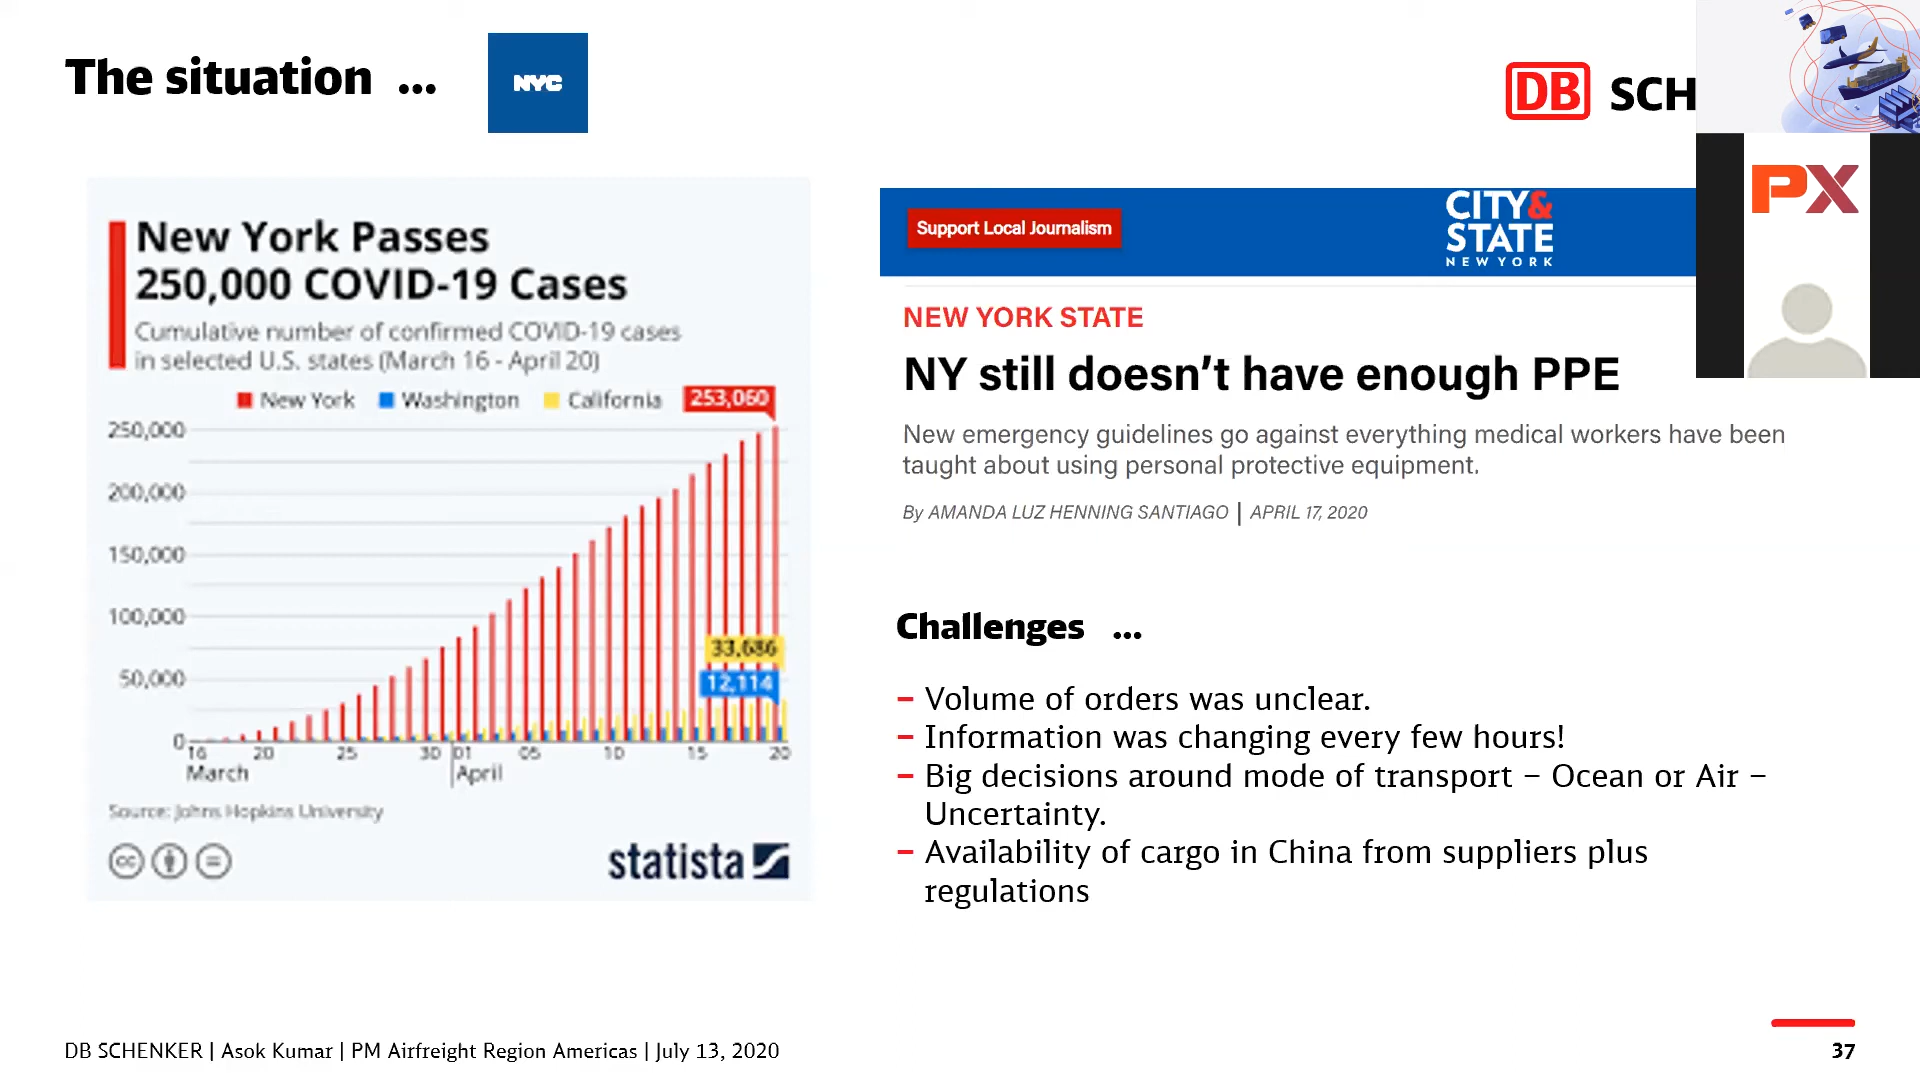 The situation ...
NYC
DB SCH
PX
New York Passes
250,000 COVID-19 Cases
Cumulative number of confirmed COVID-19 cases
in selected U.S. states (March 16 - April 20)
New York Washington California 253,060
250,000
200,000
150,000
100,000
50,000
0
33,686
12,114
16 20 25 30 01 05 10 15 20
March April
Source: Johns Hopkins University
cc
statista
Support Local Journalism
CITY&
STATE
NEW YORK
NEW YORK STATE
NY still doesn’t have enough PPE
New emergency guidelines go against everything medical workers have been
taught about using personal protective equipment.
By AMANDA LUZ HENNING SANTIAGO | APRIL 17, 2020
Challenges ...
– Volume of orders was unclear.
– Information was changing every few hours!
– Big decisions around mode of transport – Ocean or Air –
Uncertainty.
– Availability of cargo in China from suppliers plus
regulations
DB SCHENKER | Asok Kumar | PM Airfreight Region Americas | July 13, 2020
37